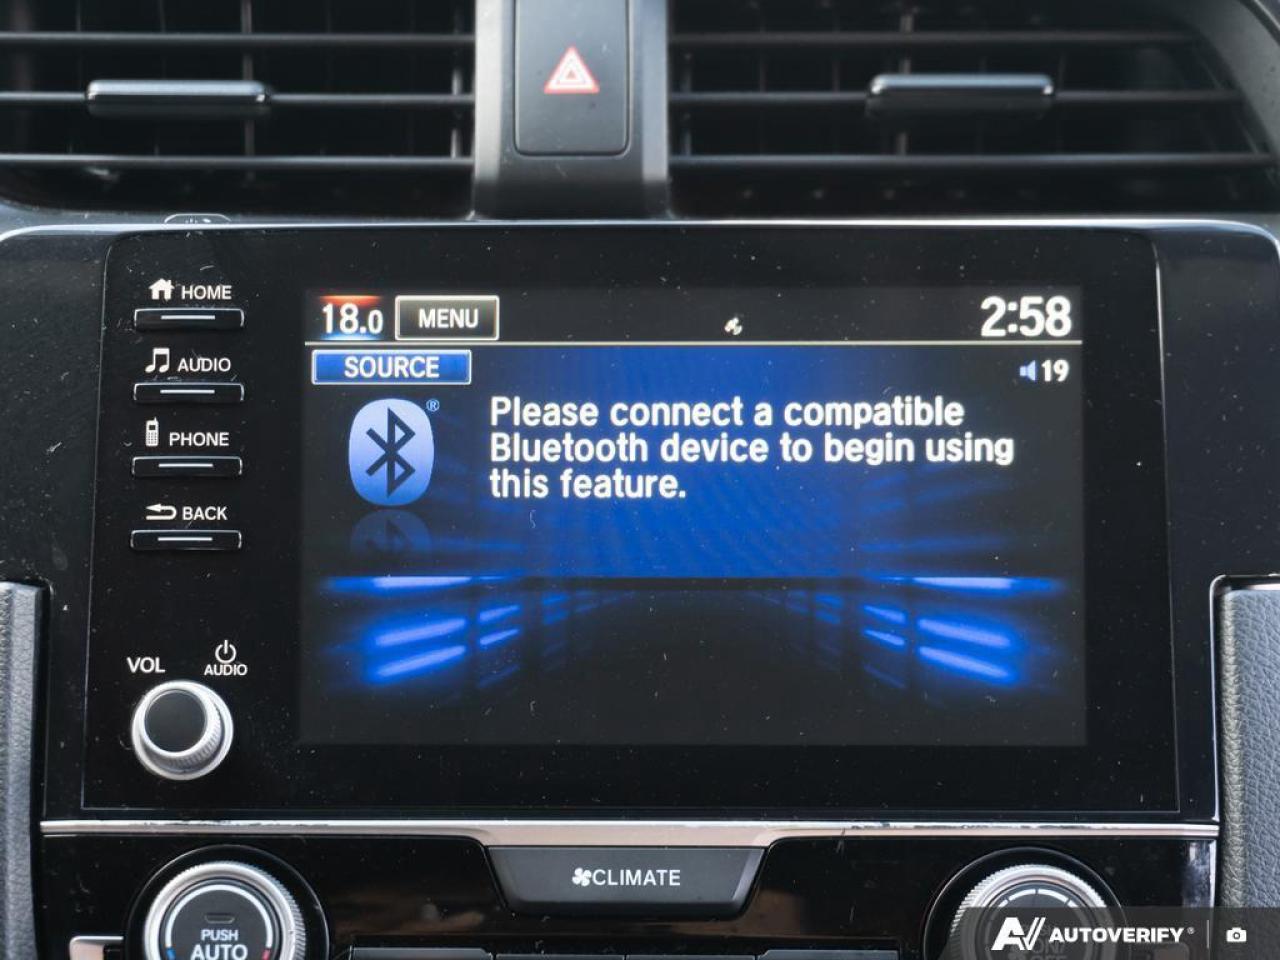 HOME
AUDIO
PHONE
BACK
VOL
AUDIO
18.0
MENU
2:58
SOURCE
19
®
Please connect a compatible
Bluetooth device to begin using
this feature.
CLIMATE
PUSH
AUTO
AUTOVERIFY